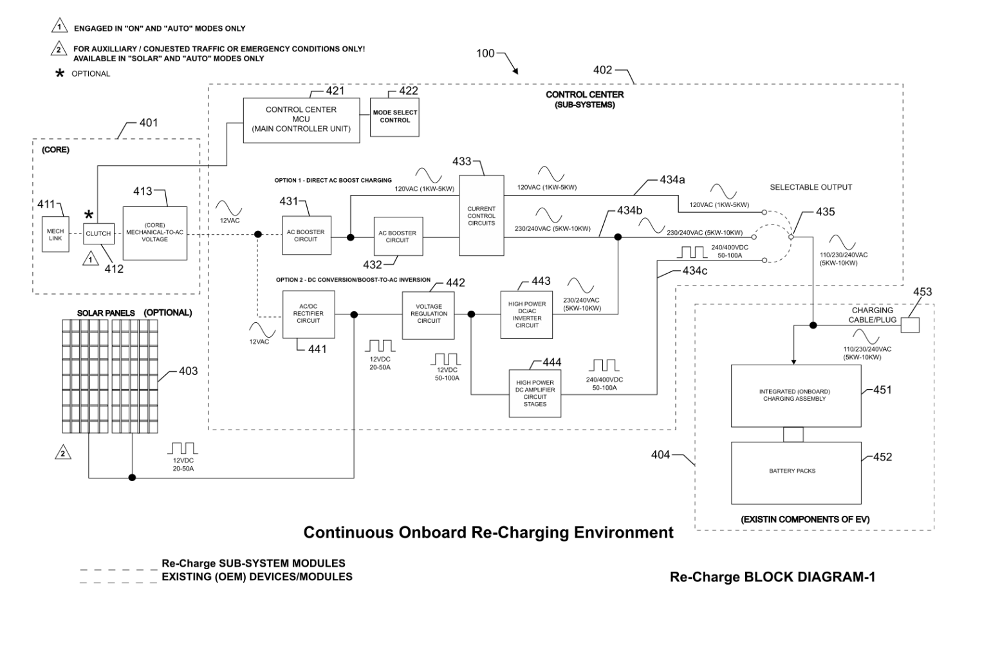 1 ENGAGED IN "ON" AND "AUTO" MODES ONLY
2 FOR AUXILLIARY / CONJESTED TRAFFIC OR EMERGENCY CONDITIONS ONLY!
AVAILABLE IN "SOLAR" AND "AUTO" MODES ONLY
* OPTIONAL
100
402
CONTROL CENTER
(SUB-SYSTEMS)
421
422
CONTROL CENTER
MCU
(MAIN CONTROLLER UNIT)
MODE SELECT
CONTROL
401
(CORE)
411
*
413
MECH
LINK
CLUTCH
(CORE)
MECHANICAL-TO-AC
VOLTAGE
1
412
12VAC
OPTION 1 - DIRECT AC BOOST CHARGING
431
AC BOOSTER
CIRCUIT
120VAC (1KW-5KW)
AC BOOSTER
CIRCUIT
432
433
CURRENT
CONTROL
CIRCUITS
120VAC (1KW-5KW)
434a
230/240VAC (5KW-10KW)
434b
120VAC (1KW-5KW)
230/240VAC (5KW-10KW)
240/400VDC
50-100A
434c
SELECTABLE OUTPUT
435
110/230/240VAC
(5KW-10KW)
OPTION 2 - DC CONVERSION/BOOST-TO-AC INVERSION
AC/DC
RECTIFIER
CIRCUIT
12VAC
441
442
VOLTAGE
REGULATION
CIRCUIT
12VDC
20-50A
12VDC
50-100A
443
HIGH POWER
DC/AC
INVERTER
CIRCUIT
230/240VAC
(5KW-10KW)
444
HIGH POWER
DC AMPLIFIER
CIRCUIT
STAGES
240/400VDC
50-100A
SOLAR PANELS (OPTIONAL)
403
2
12VDC
20-50A
453
CHARGING
CABLE/PLUG
110/230/240VAC
(5KW-10KW)
INTEGRATED (ONBOARD)
CHARGING ASSEMBLY
451
404
BATTERY PACKS
452
(EXISTIN COMPONENTS OF EV)
Continuous Onboard Re-Charging Environment
Re-Charge SUB-SYSTEM MODULES
EXISTING (OEM) DEVICES/MODULES
Re-Charge BLOCK DIAGRAM-1